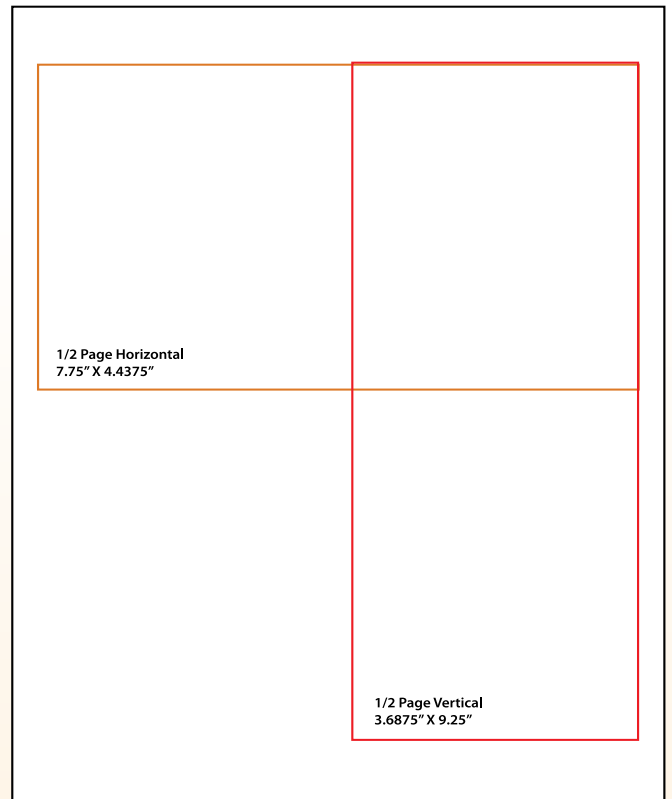 1/2 Page Horizontal
7.75” X 4.4375”
1/2 Page Vertical
3.6875” X 9.25”